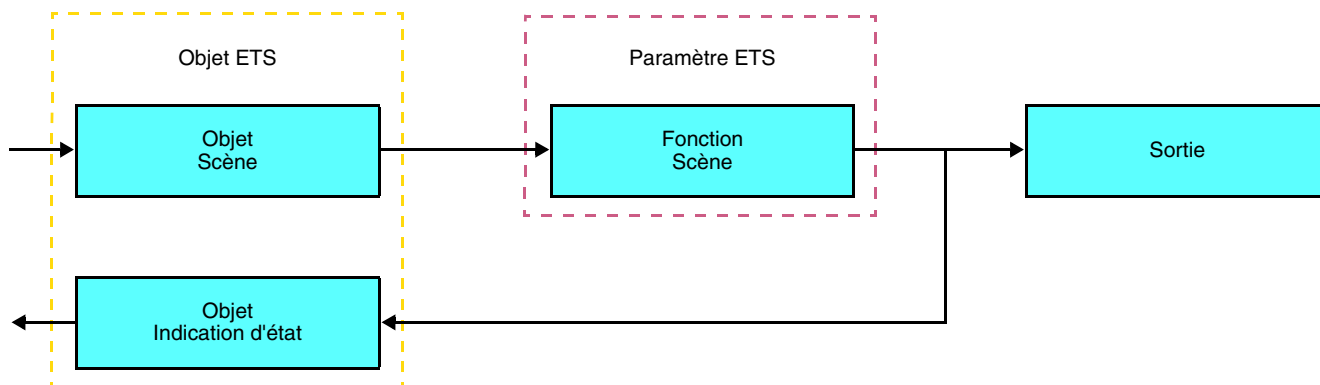 Objet ETS
Paramètre ETS
Objet
Scène
Fonction
Scène
Sortie
Objet
Indication d'état